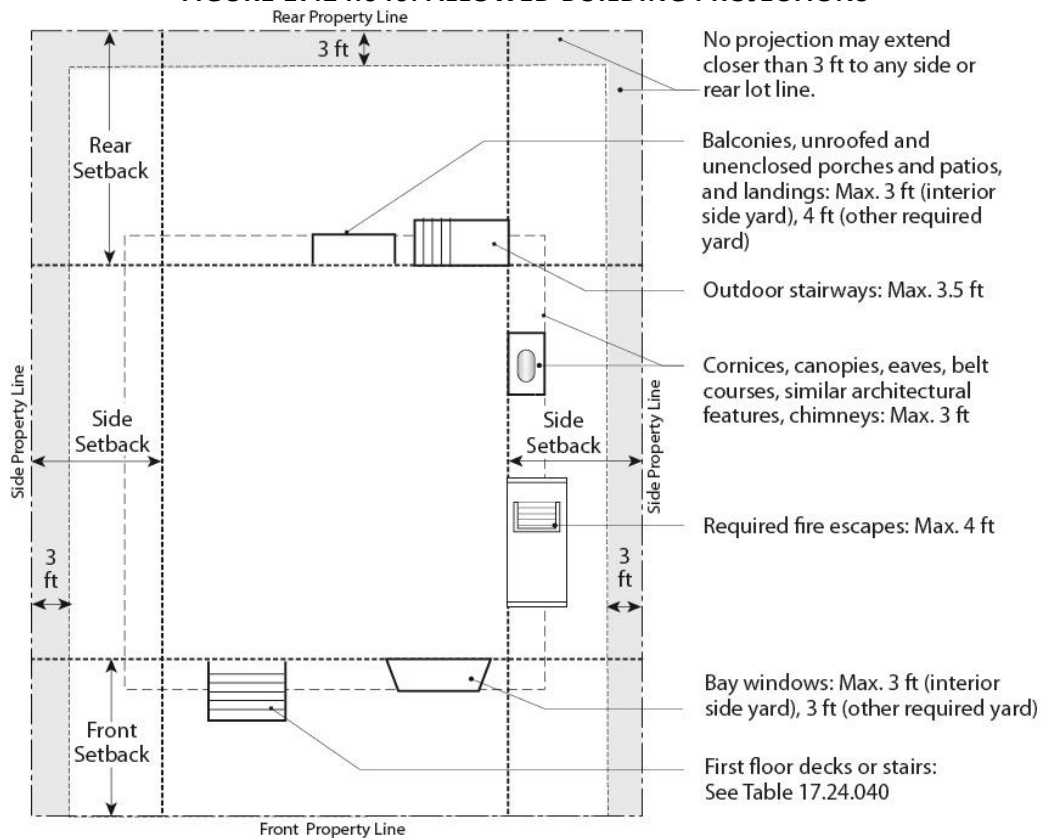 Rear Property Line
3 ft
No projection may extend
closer than 3 ft to any side or
rear lot line.
Rear
Setback
Balconies, unroofed and
unenclosed porches and patios,
and landings: Max. 3 ft (interior
side yard), 4 ft (other required
yard)
Outdoor stairways: Max. 3.5 ft
Cornices, canopies, eaves, belt
courses, similar architectural
features, chimneys: Max. 3 ft
Side Property Line
Side
Setback
Side
Setback
Side Property Line
Required fire escapes: Max. 4 ft
3
ft
3
ft
Bay windows: Max. 3 ft (interior
side yard), 3 ft (other required yard)
Front
Setback
First floor decks or stairs:
See Table 17.24.040
Front Property Line